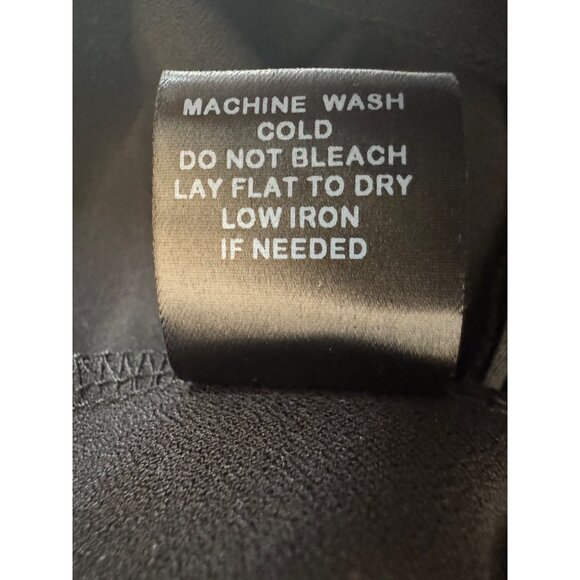 MACHINE WASH
COLD
DO NOT BLEACH
LAY FLAT TO DRY
LOW IRON
IF NEEDED